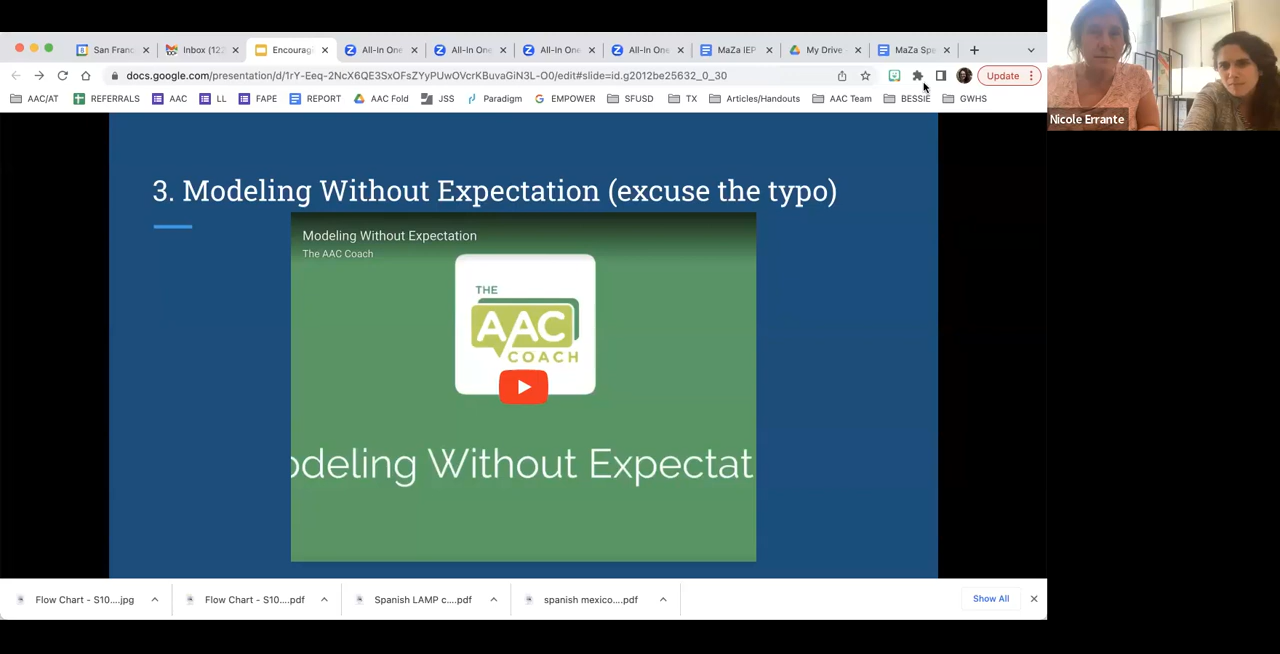 San Franc
Inbox (12
Encouragi
All-In One
All-In One
All-in One
All-In One
MaZa IEP
My Drive
MaZa Spe
docs.google.com/presentation/d/1rY-Eeq-2NcX6QE3SxOFsZYyPUwOVcrKBuvaGiN3L-O0/edit#slide=id.g2012be25632_0_30
Update
AAC/AT
REFERRALS
AAC
LL
FAPE
REPORT
AAC Fold
JSS
Paradigm
EMPOWER
SFUSD
TX
Articles/Handouts
AAC Team
BESSIE
GWHS
Nicole Errante
3. Modeling Without Expectation (excuse the typo)
Modeling Without Expectation
The AAC Coach
THE
AAC
COACH
odeling Without Expectat
Flow Chart - S10....jpg
Flow Chart - S10....pdf
Spanish LAMP c....pdf
spanish mexico....pdf
Show All